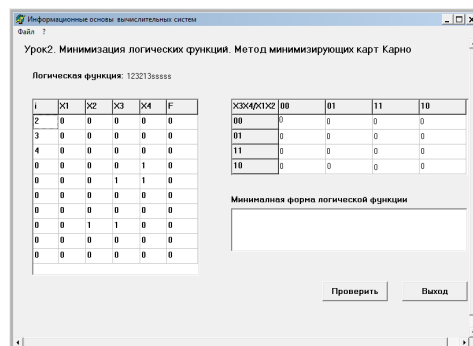 Информационные основы вычислительных систем
Файл ?
Урок2. Минимизация логических функций. Метод минимизирующих карт Карно
Логическая функция: 123213sssss
i X1 X2 X3 X4 F
2 0 0 0 0 0
3 0 0 0 0 0
4 0 0 0 0 0
0 0 0 0 1 0
0 0 0 1 1 0
0 0 0 0 0 0
0 0 0 0 0 0
0 0 1 1 0 0
0 0 0 0 0 0
0 0 0 0 0 0
X3X4/X1X2 00 01 11 10
00 0 0 0 0
01 0 0 0 0
11 0 0 0 0
10 0 0 0 0
Минималная форма логической функции
Проверить Выход